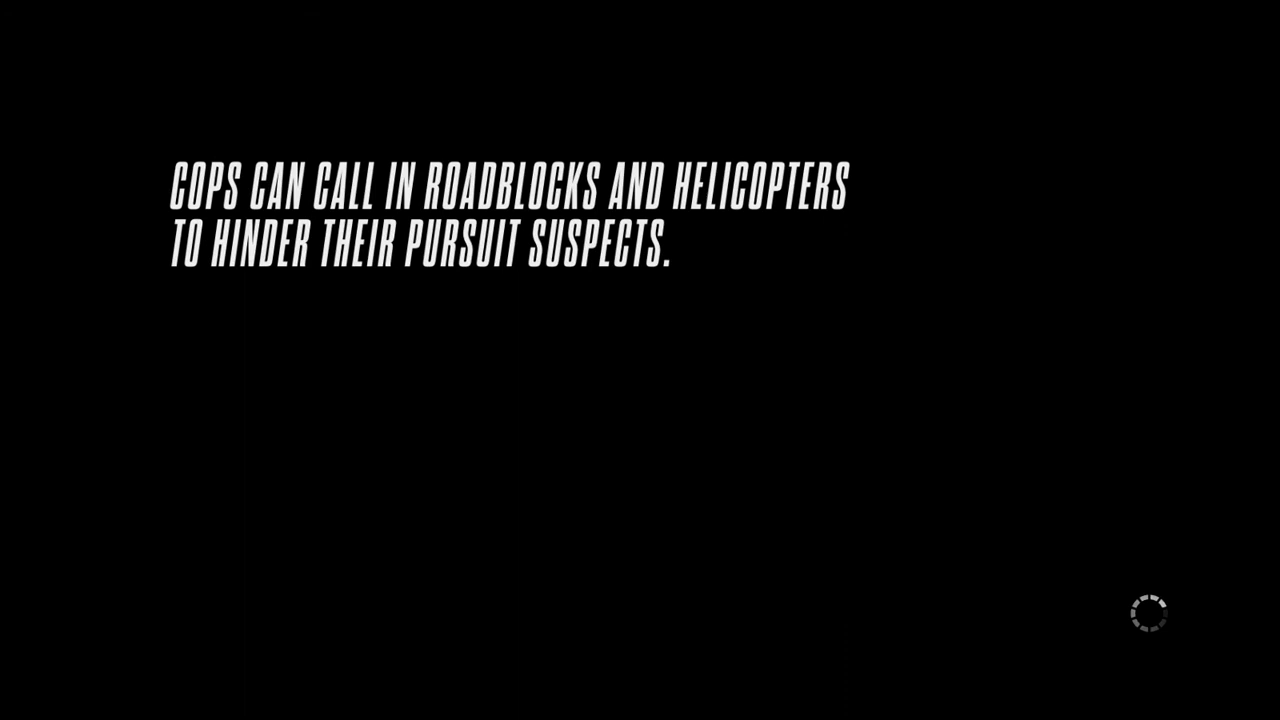 COPS CAN CALL IN ROADBLOCKS AND HELICOPTERS
TO HINDER THEIR PURSUIT SUSPECTS.